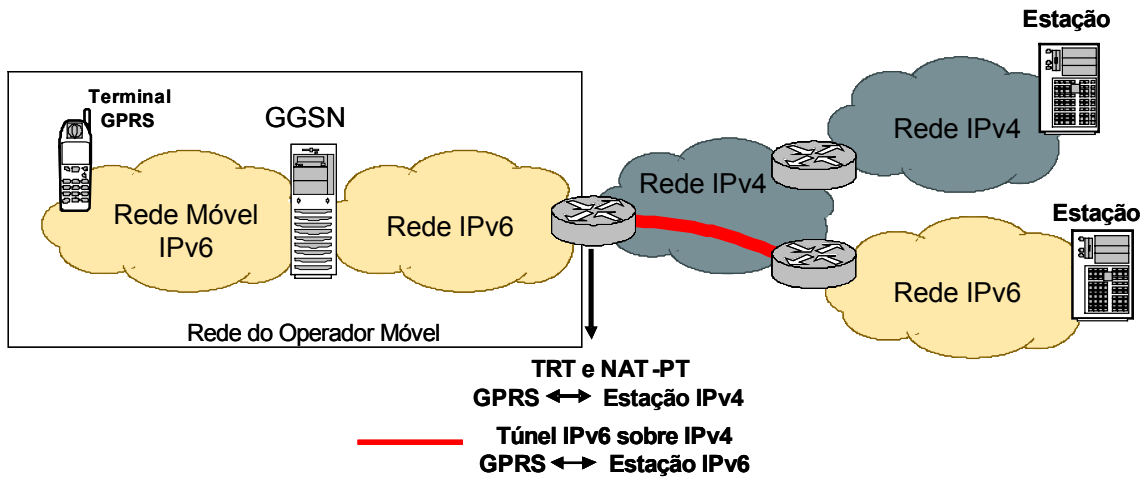 Estação
Terminal
GPRS
GGSN
Rede IPv4
Rede IPv4
Estação
Rede Móvel
IPv6
Rede IPv6
Rede IPv6
Rede do Operador Móvel
TRT e NAT -PT
GPRS ↔ Estação IPv4
Túnel IPv6 sobre IPv4
GPRS ↔ Estação IPv6